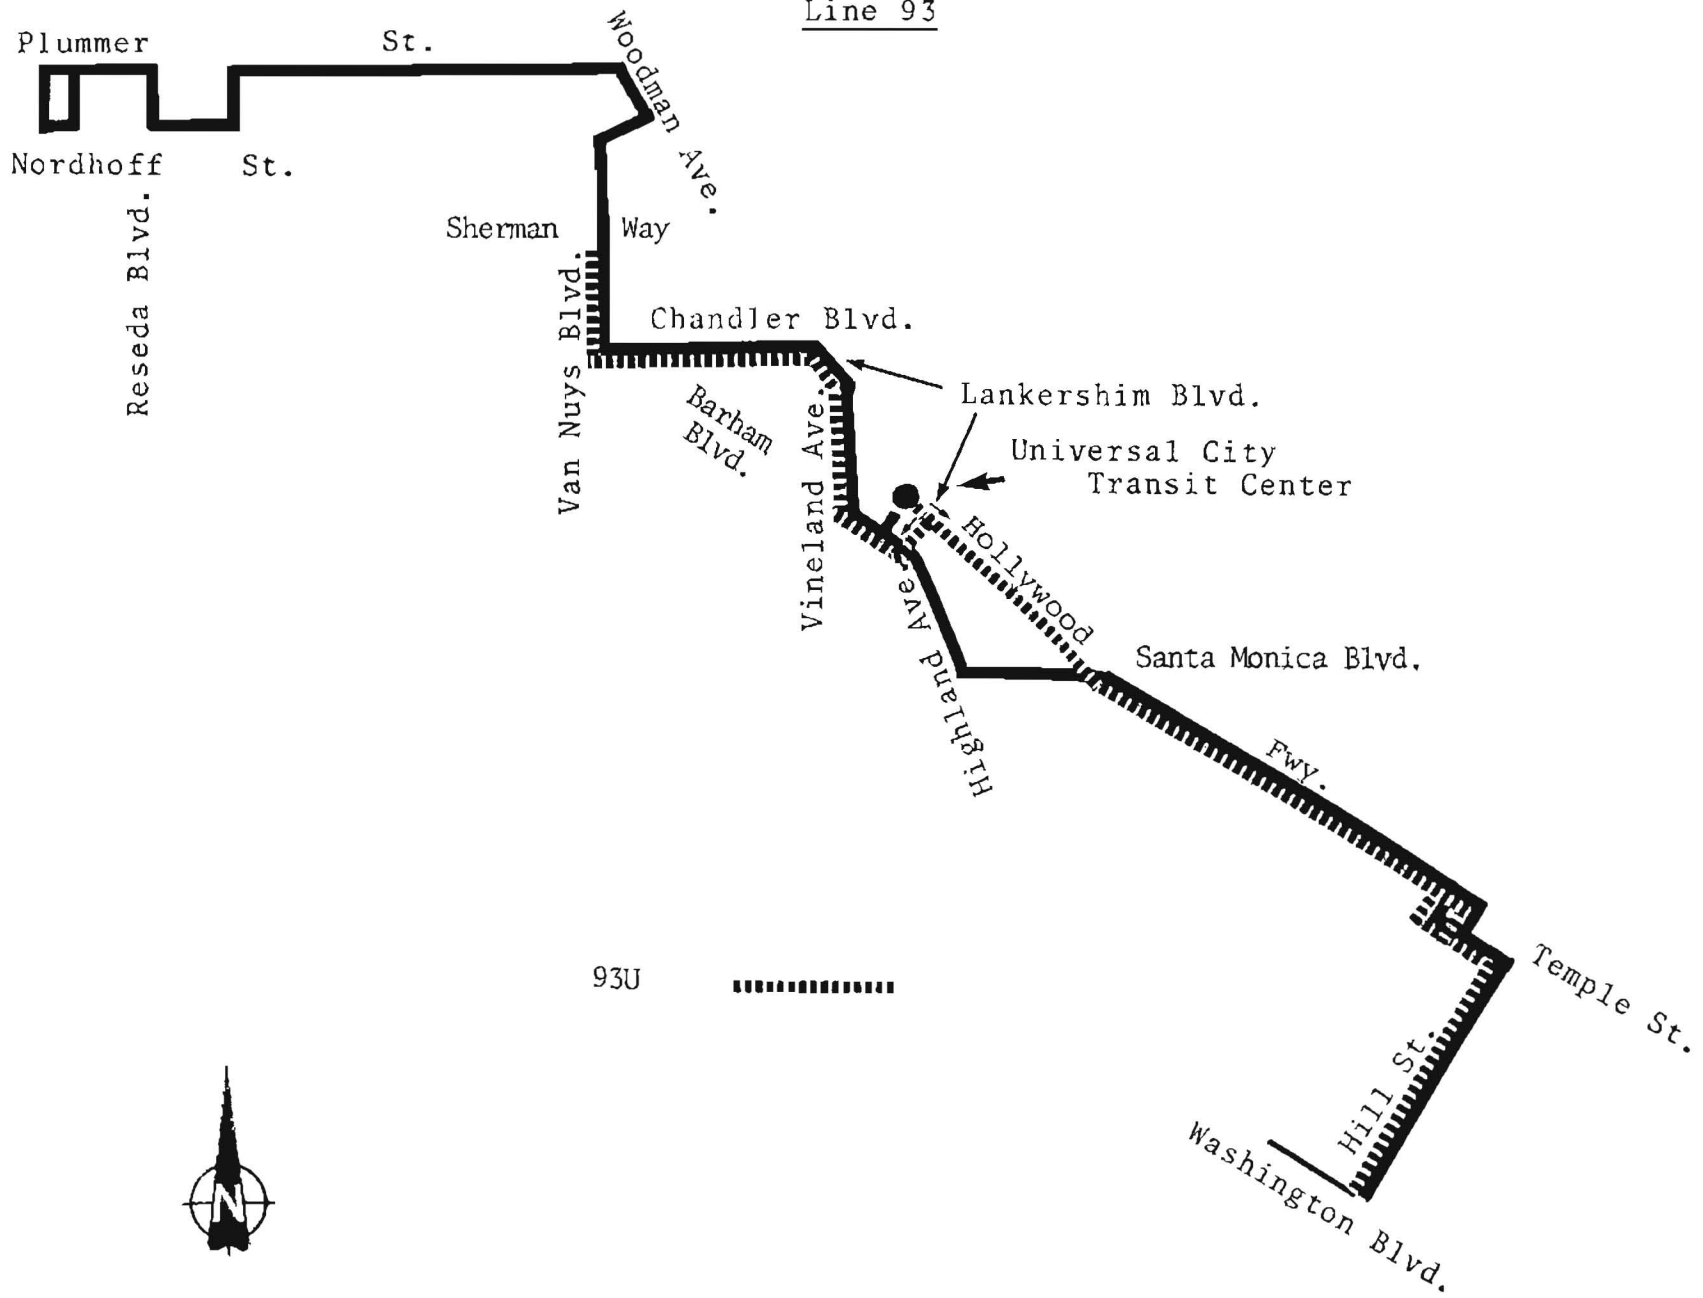 Line 93
Plummer St.
Woodman Ave.
Nordhoff St.
Reseda Blvd.
Sherman Way
Van Nuys Blvd.
Chandler Blvd.
Barham
Blvd.
Vineland Ave.
Lankershim Blvd.
Universal City
Transit Center
Hollywood Fwy.
Highland Ave.
Santa Monica Blvd.
93U
Temple St.
Hill St.
Washington Blvd.
N